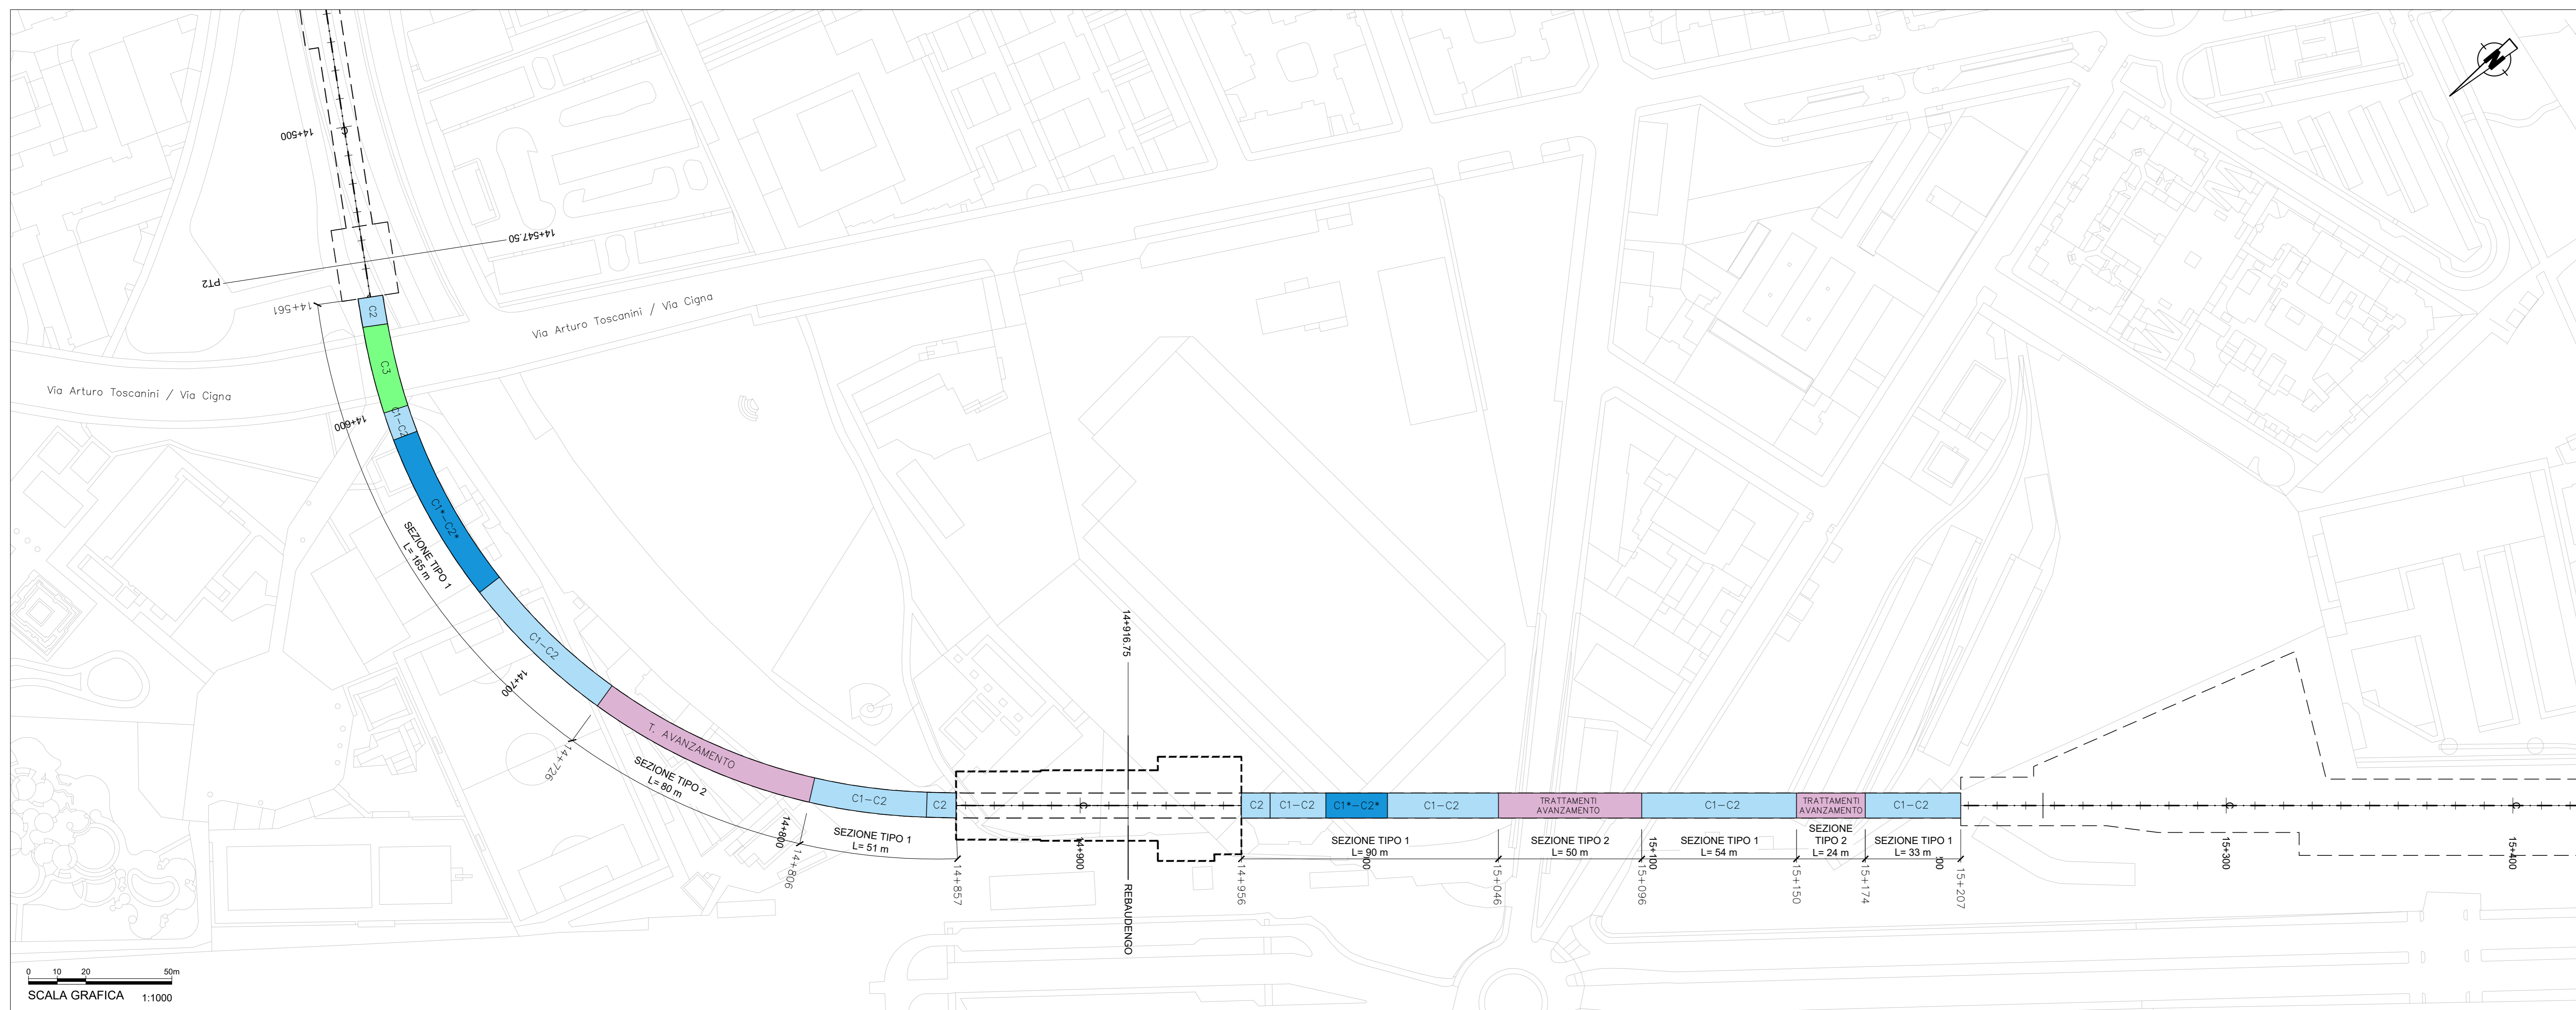 N
14+500
14+547.50
PT2
14+561
C2
Via Arturo Toscanini / Via Cigna
C3
Via Arturo Toscanini / Via Cigna
C1-C2
14+600
C1*-C2*
SEZIONE TIPO 1
L= 165 m
C1-C2
14+700
14+726
T. AVANZAMENTO
SEZIONE TIPO 2
L= 80 m
14+800
14+806
C1-C2
C2
SEZIONE TIPO 1
L= 51 m
14+857
14+916.75
REBAUDENGO
14+900
C
14+956
C2
C1-C2
C1*-C2*
C1-C2
SEZIONE TIPO 1
L= 90 m
15+046
TRATTAMENTI
AVANZAMENTO
SEZIONE TIPO 2
L= 50 m
15+096
15+100
C1-C2
SEZIONE TIPO 1
L= 54 m
15+150
TRATTAMENTI
AVANZAMENTO
SEZIONE
TIPO 2
L= 24 m
15+174
C1-C2
SEZIONE TIPO 1
L= 33 m
15+207
C
15+300
C
15+400
0 10 20 50m
SCALA GRAFICA 1:1000